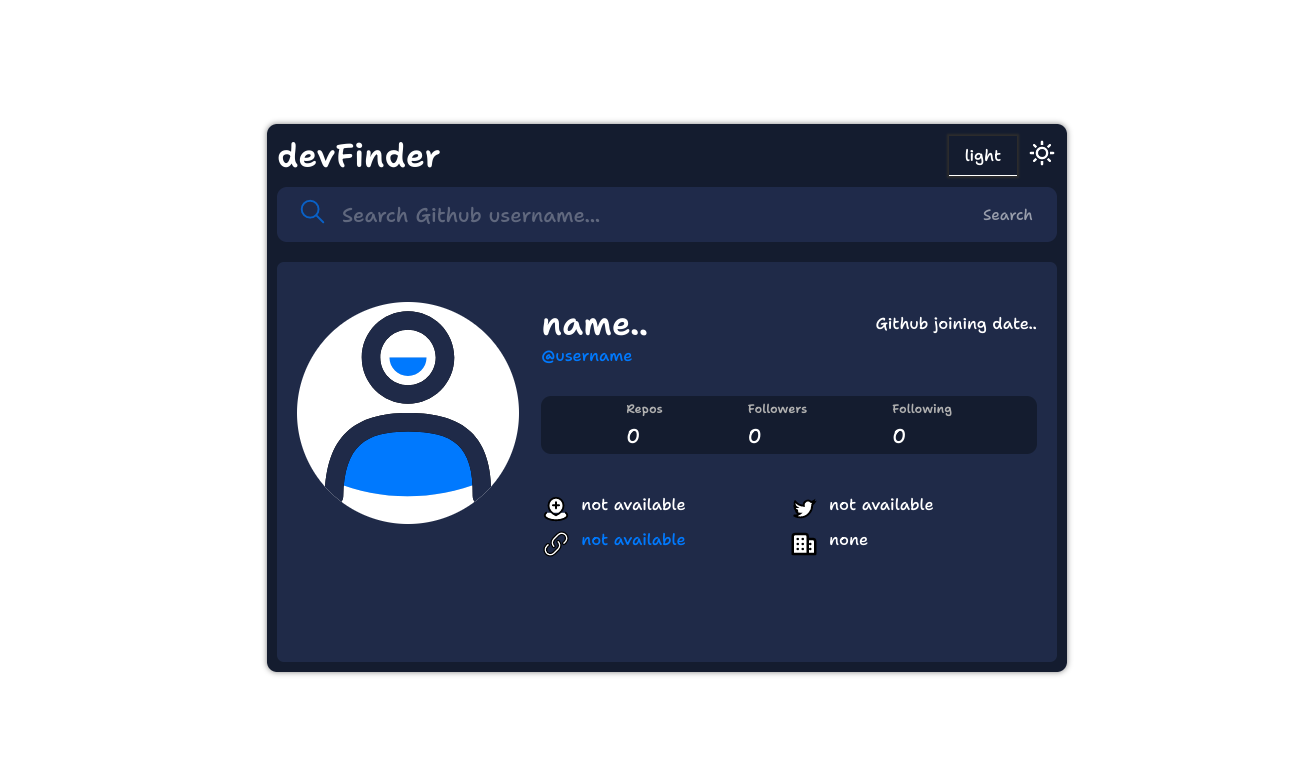 devFinder
light
Search Github username...
Search
name..
Github joining date..
@username
Repos
Followers
Following
0
0
0
not available
not available
not available
none